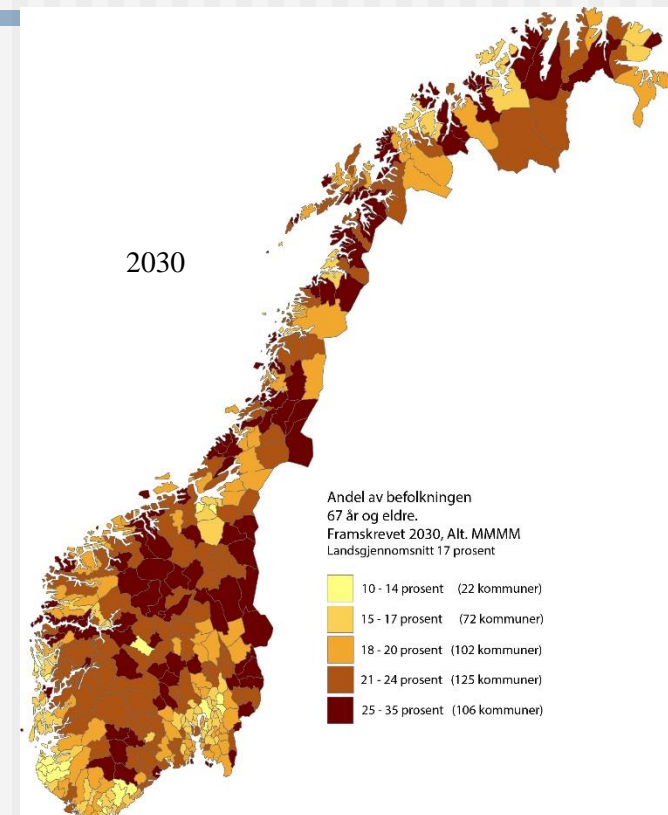 2030
Andel av befolkningen
67 år og eldre.
Framskrevet 2030, Alt. MMMM
Landsgjennomsnitt 17 prosent
10 - 14 prosent (22 kommuner)
15 - 17 prosent (72 kommuner)
18 - 20 prosent (102 kommuner)
21 - 24 prosent (125 kommuner)
25 - 35 prosent (106 kommuner)